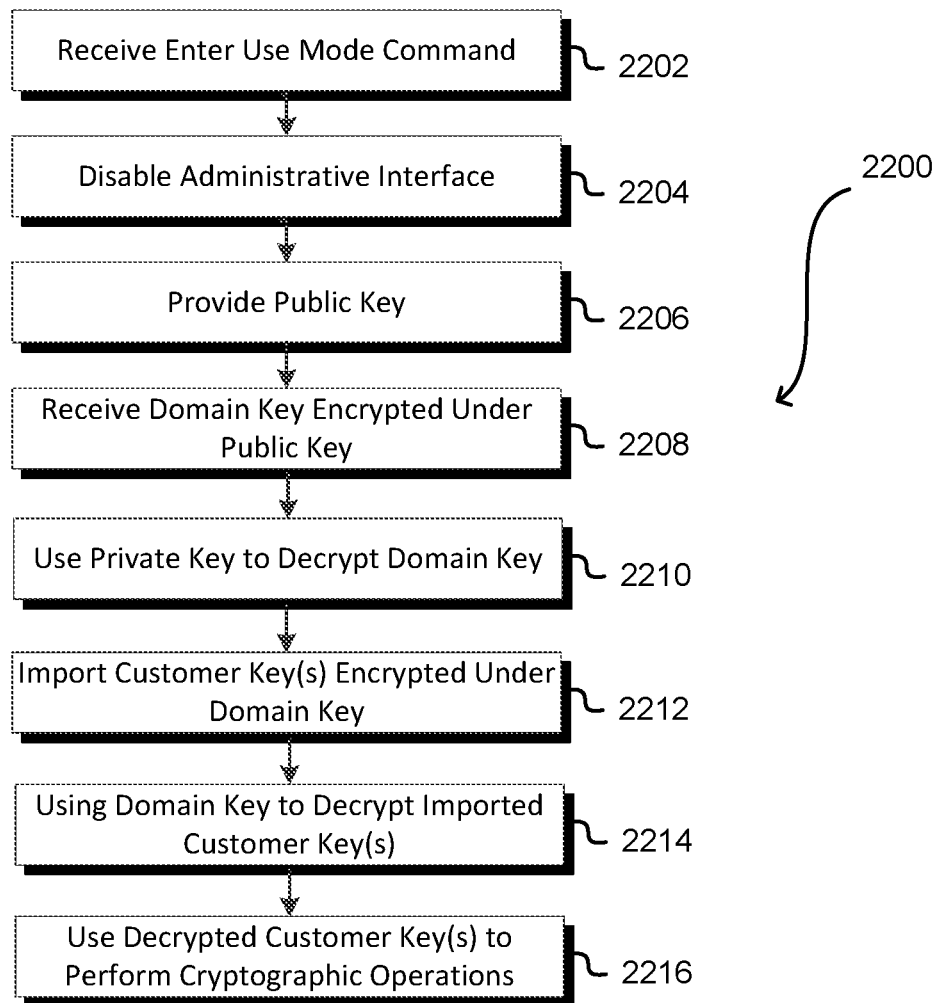 Receive Enter Use Mode Command
2202
Disable Administrative Interface
2204
2200
Provide Public Key
2206
Receive Domain Key Encrypted Under
Public Key
2208
Use Private Key to Decrypt Domain Key
2210
Import Customer Key(s) Encrypted Under
Domain Key
2212
Using Domain Key to Decrypt Imported
Customer Key(s)
2214
Use Decrypted Customer Key(s) to
Perform Cryptographic Operations
2216